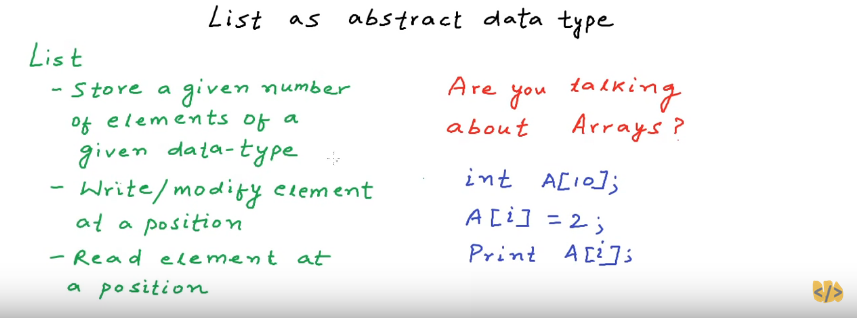 List as abstract data type
List
- Store a given number
of elements of a
given data-type
- Write/modify element
at a position
- Read element at
a position
Are you talking
about Arrays?
int A[10];
A[i] = 2;
Print A[i];
</>